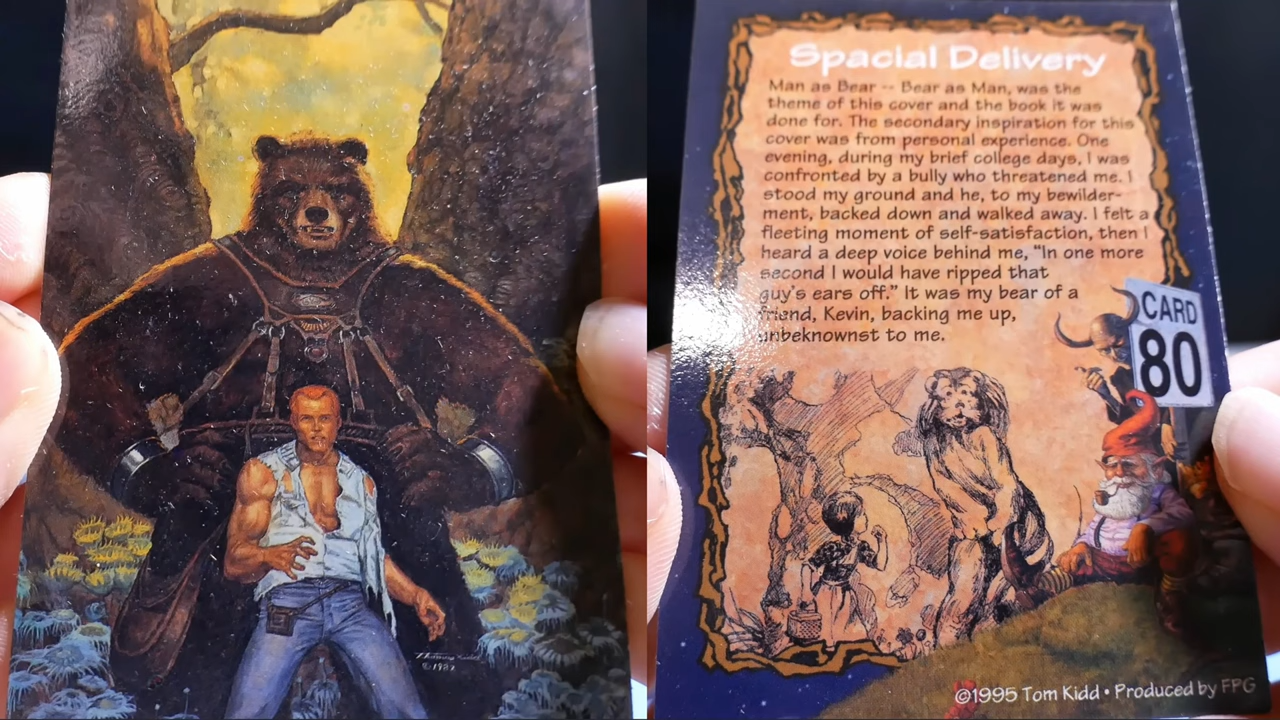 Thomas Kidd
©1987
Spacial Delivery
Man as Bear -- Bear as Man, was the
theme of this cover and the book it was
done for. The secondary inspiration for this
cover was from personal experience. One
evening, during my brief college days, I was
confronted by a bully who threatened me. I
stood my ground and he, to my bewilder-
ment, backed down and walked away. I felt a
fleeting moment of self-satisfaction, then I
heard a deep voice behind me, “In one more
second I would have ripped that
guy’s ears off.” It was my bear of a
friend, Kevin, backing me up,
unbeknownst to me.
CARD
80
©1995 Tom Kidd • Produced by FPG